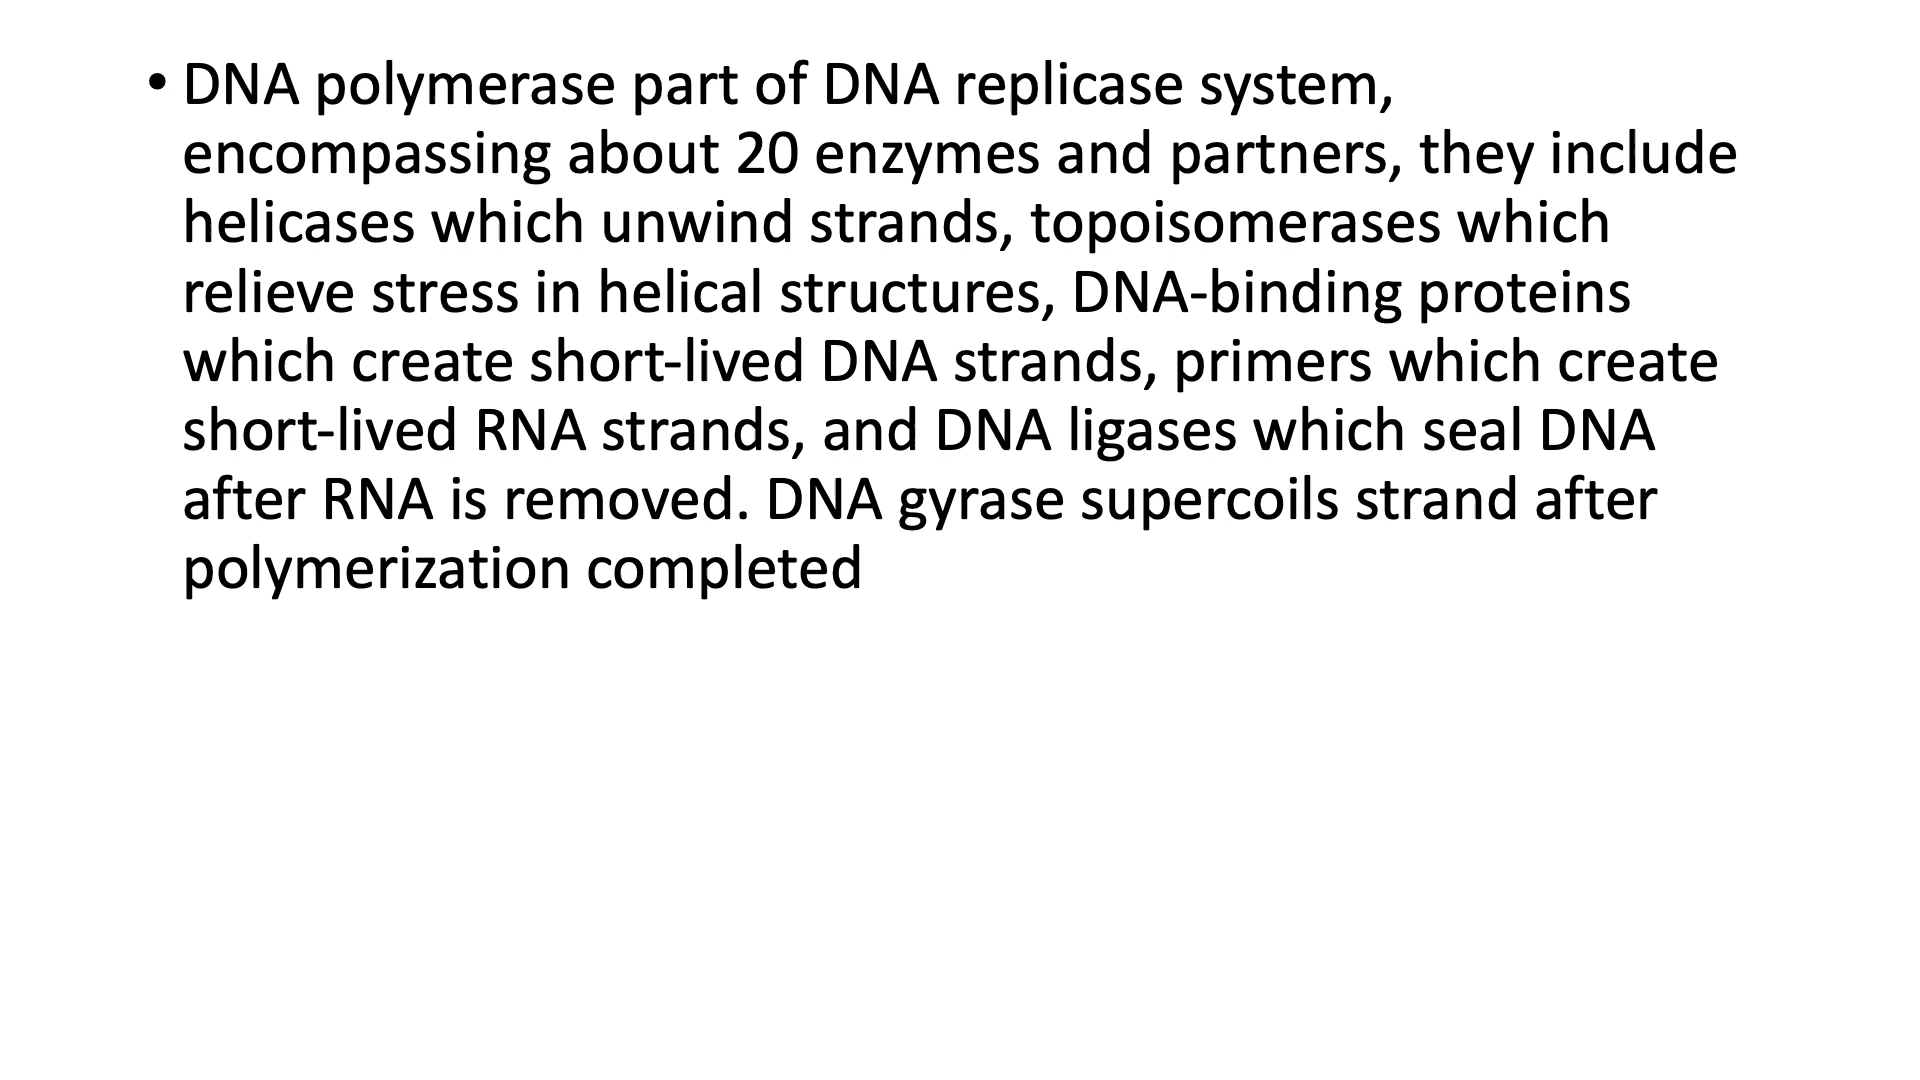 • DNA polymerase part of DNA replicase system,
encompassing about 20 enzymes and partners, they include
helicases which unwind strands, topoisomerases which
relieve stress in helical structures, DNA-binding proteins
which create short-lived DNA strands, primers which create
short-lived RNA strands, and DNA ligases which seal DNA
after RNA is removed. DNA gyrase supercoils strand after
polymerization completed